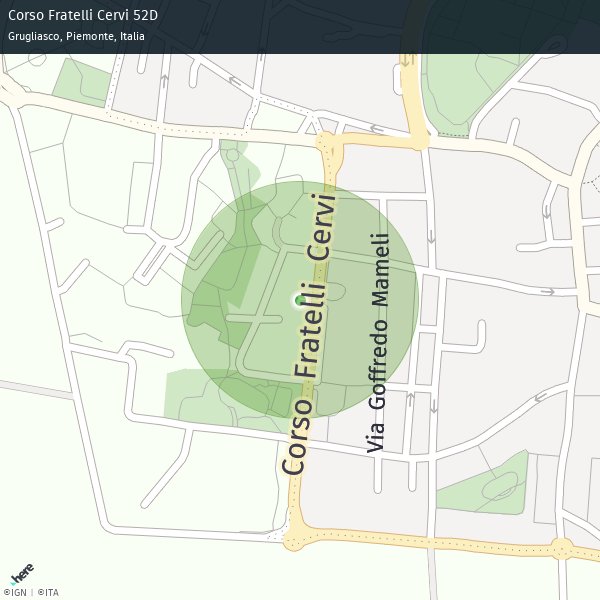 Corso Fratelli Cervi 52D
Grugliasco, Piemonte, Italia
Corso Fratelli Cervi
Via Goffredo Mameli
here
©IGN | ©ITA